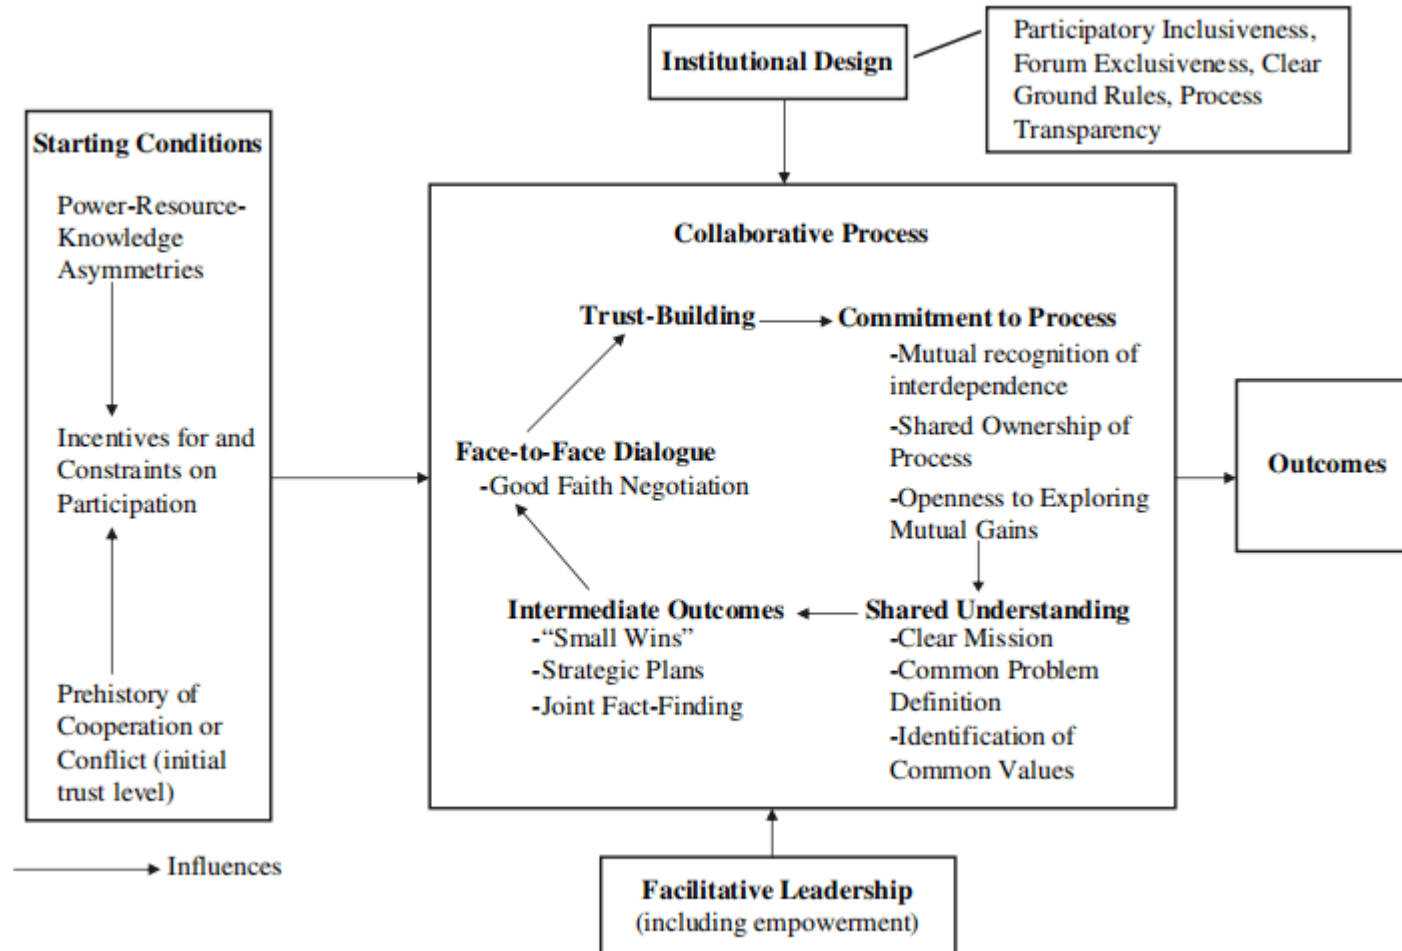 Institutional Design
Participatory Inclusiveness,
Forum Exclusiveness, Clear
Ground Rules, Process
Transparency
Starting Conditions
Power-Resource-
Knowledge
Asymmetries
Incentives for and
Constraints on
Participation
Prehistory of
Cooperation or
Conflict (initial
trust level)
Collaborative Process
Trust-Building
Commitment to Process
-Mutual recognition of
interdependence
-Shared Ownership of
Process
-Openness to Exploring
Mutual Gains
Face-to-Face Dialogue
-Good Faith Negotiation
Intermediate Outcomes
-“Small Wins”
-Strategic Plans
-Joint Fact-Finding
Shared Understanding
-Clear Mission
-Common Problem
Definition
-Identification of
Common Values
Outcomes
Influences
Facilitative Leadership
(including empowerment)